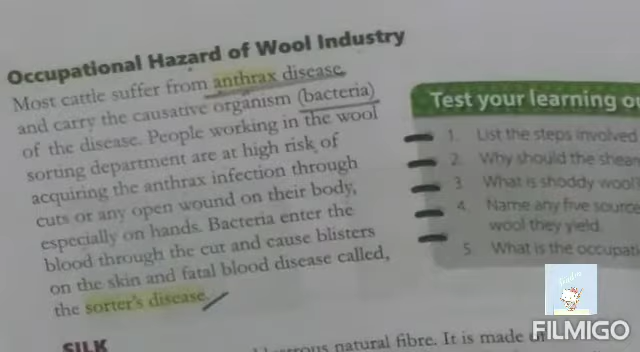 Occupational Hazard of Wool Industry
Most cattle suffer from anthrax disease,
and carry the causative organism (bacteria)
of the disease. People working in the wool
sorting department are at high risk of
acquiring the anthrax infection through
cuts or any open wound on their body,
especially on hands. Bacteria enter the
blood through the cut and cause blisters
on the skin and fatal blood disease called,
the sorter's disease.
SILK
natural fibre. It is made
Test your learning
1. List the steps involved
2. Why should the
3. What is shoddy wool?
4. Name any five
wool they yield.
5. What is the
FILMIGO